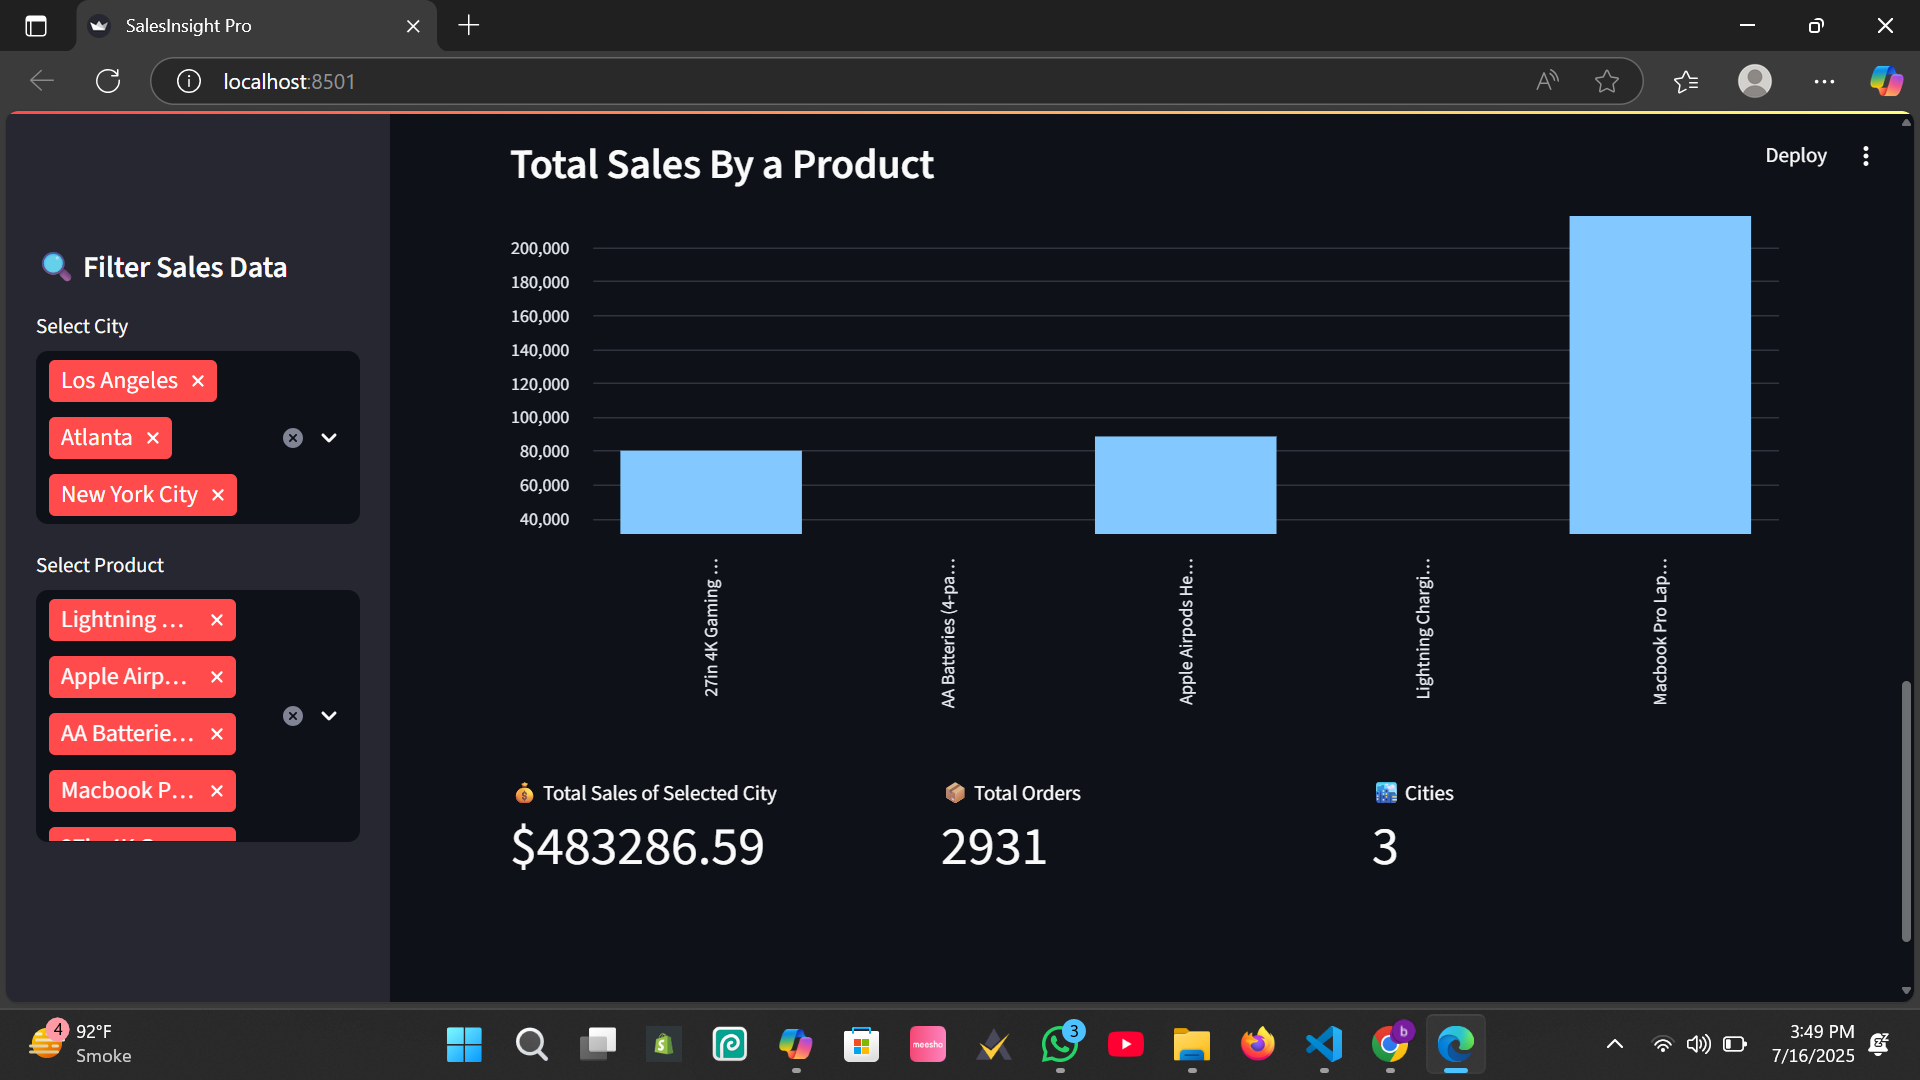 SalesInsight Pro
localhost:8501
Deploy
Filter Sales Data
Select City
Los Angeles
Atlanta
New York City
Select Product
Lightning ...
Apple Airp...
AA Batterie...
Macbook P...
Total Sales By a Product
200,000
180,000
160,000
140,000
120,000
100,000
80,000
60,000
40,000
27in 4K Gaming ...
AA Batteries (4-pa...
Apple Airpods He...
Lightning Chargi...
Macbook Pro Lap...
Total Sales of Selected City
$483286.59
Total Orders
2931
Cities
3
4
92°F
Smoke
meesho
3
b
3:49 PM
7/16/2025